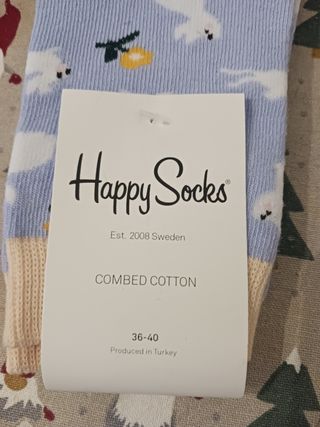 Happy Socks®
Est. 2008 Sweden
COMBED COTTON
36-40
Produced in Turkey